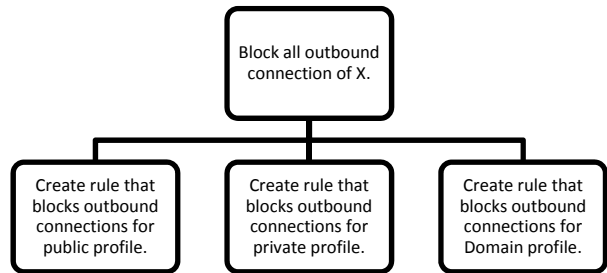 Block all outbound
connection of X.
Create rule that
blocks outbound
connections for
public profile.
Create rule that
blocks outbound
connections for
private profile.
Create rule that
blocks outbound
connections for
Domain profile.